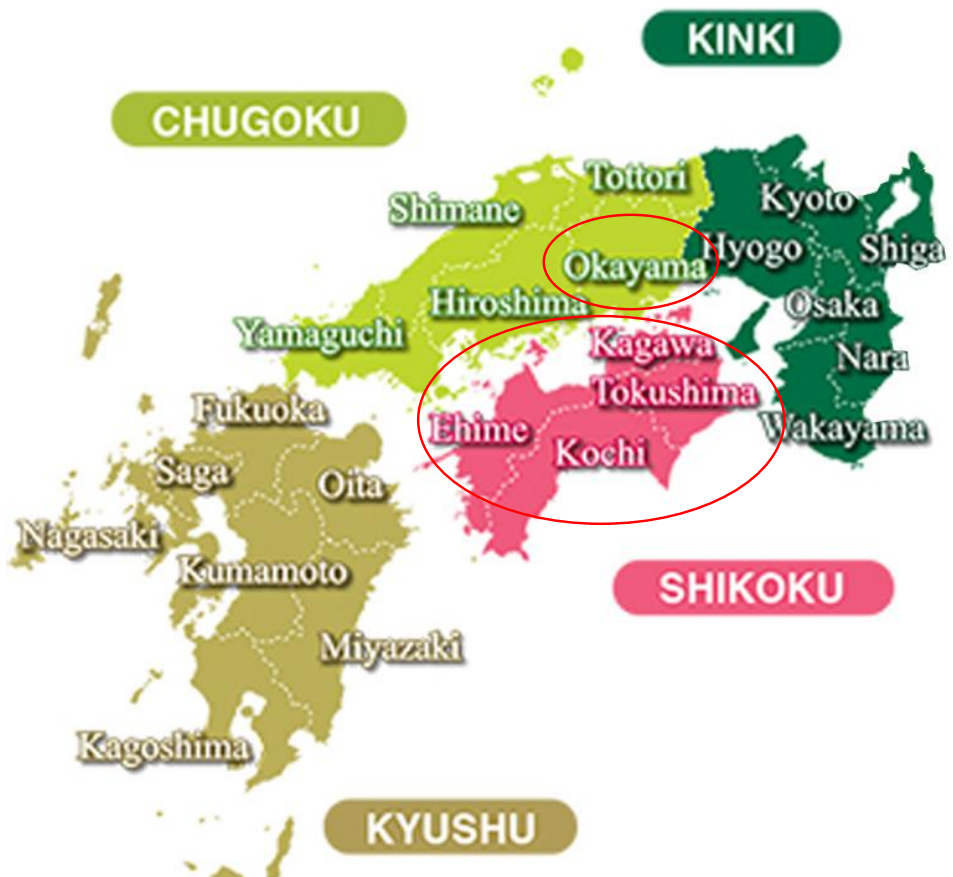 KINKI
CHUGOKU
Tottori
Shimane
Kyoto
Hyogo
Shiga
Okayama
Hiroshima
Osaka
Yamaguchi
Kagawa
Nara
Tokushima
Fukuoka
Ehime
Wakayama
Kochi
Saga
Oita
Nagasaki
Kumamoto
SHIKOKU
Miyazaki
Kagoshima
KYUSHU